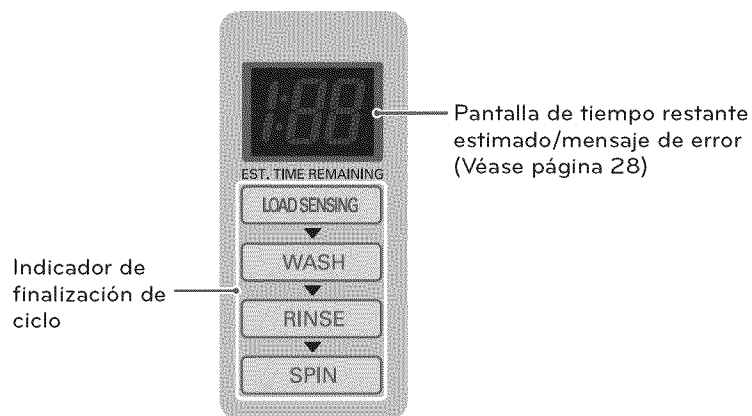 1:88
Pantalla de tiempo restante
estimado/mensaje de error
(Véase página 28)
EST. TIME REMAINING
LOAD SENSING
WASH
Indicador de
finalización de
ciclo
RINSE
SPIN